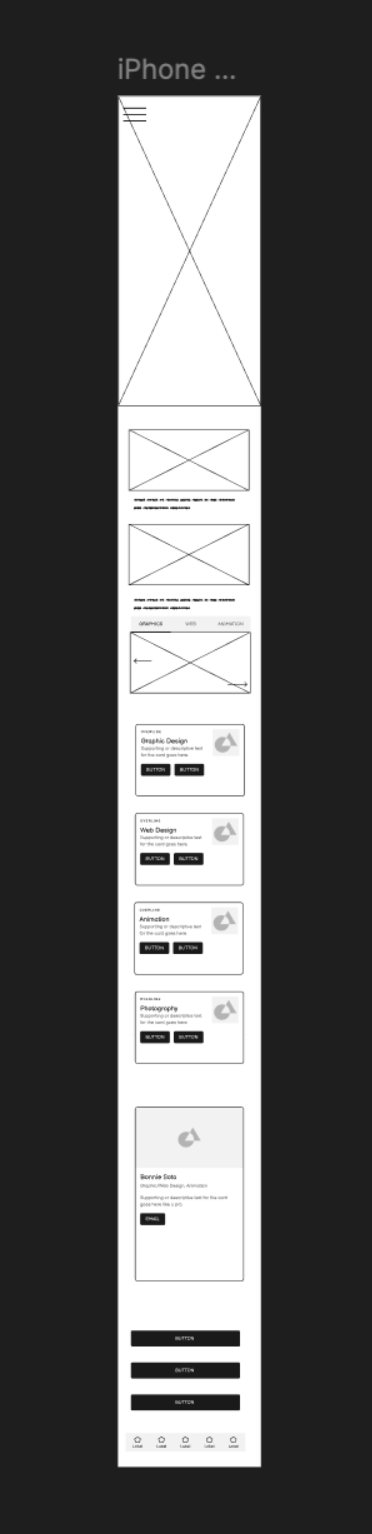 iPhone ...
GRAPHICS WEB ANIMATION
OVERLINE
Graphic Design
Supporting or descriptive text
for the card goes here.
BUTTON BUTTON
OVERLINE
Web Design
Supporting or descriptive text
for the card goes here.
BUTTON BUTTON
OVERLINE
Animation
Supporting or descriptive text
for the card goes here.
BUTTON BUTTON
OVERLINE
Photography
Supporting or descriptive text
for the card goes here.
BUTTON BUTTON
Graphic/Web Design, Animation
Supporting or descriptive text for the card
goes here like a pro.
EMAIL
BUTTON
BUTTON
BUTTON
Label Label Label Label Label